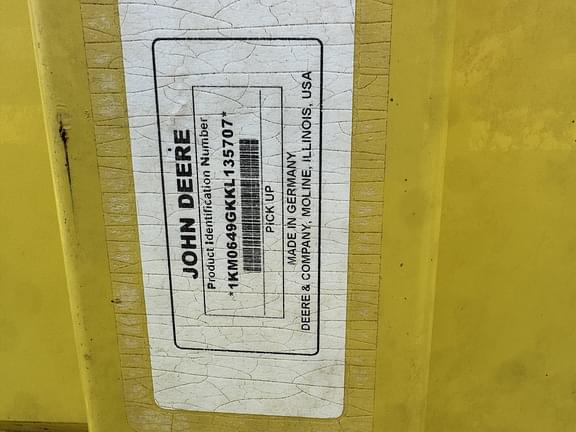 JOHN DEERE
Product Identification Number
*1KM0649GKKL135707*
PiCK UP
MADE IN GERMANY
DEERE & COMPANY, MOLINE, ILLINOIS, USA